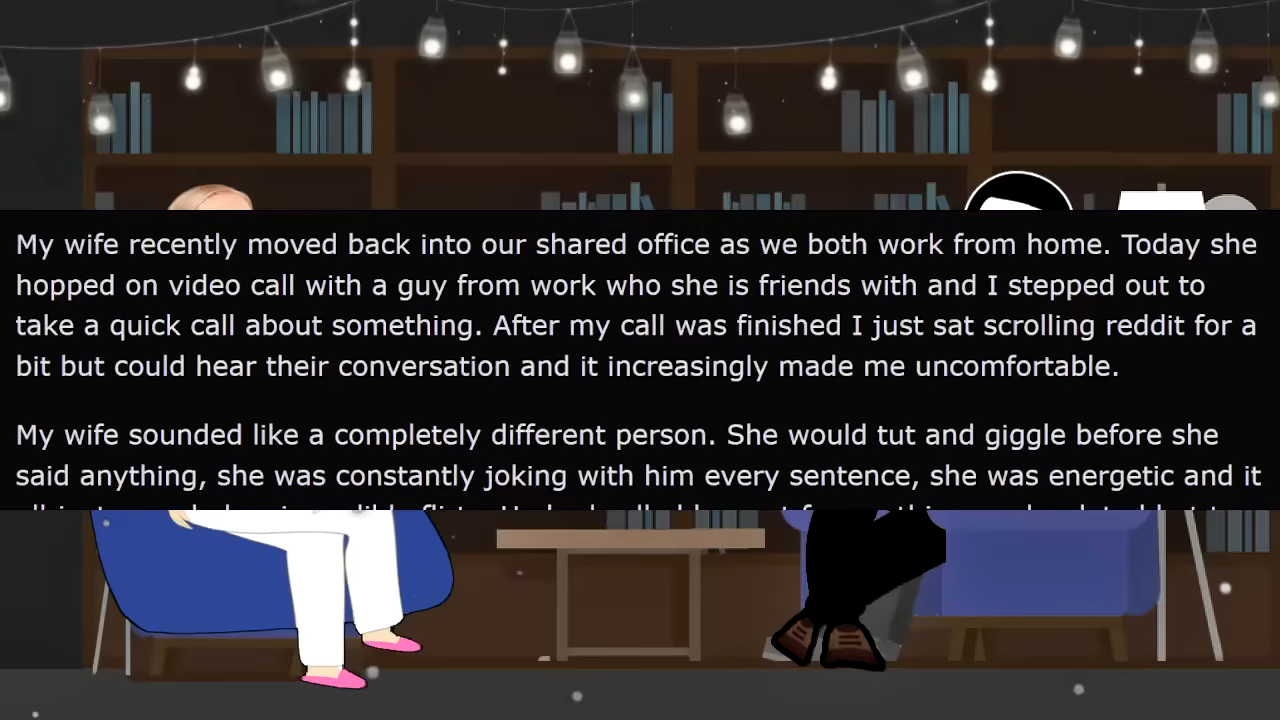 My wife recently moved back into our shared office as we both work from home. Today she
hopped on video call with a guy from work who she is friends with and I stepped out to
take a quick call about something. After my call was finished I just sat scrolling reddit for a
bit but could hear their conversation and it increasingly made me uncomfortable.
My wife sounded like a completely different person. She would tut and giggle before she
said anything, she was constantly joking with him every sentence, she was energetic and it